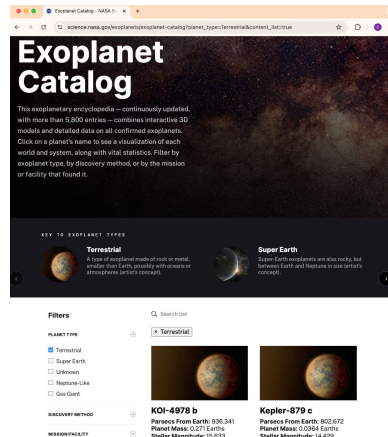 Exoplanet Catalog - NASA Sc
science.nasa.gov/exoplanets/exoplanet-catalog?planet_type=Terrestrial&content_list=true
Exoplanet
Catalog
This exoplanetary encyclopedia — continuously updated,
with more than 5,800 entries — combines interactive 3D
models and detailed data on all confirmed exoplanets.
Click on a planet's name to see a visualization of each
world and system, along with vital statistics. Filter by
exoplanet type, by discovery method, or by the mission
or facility that found it.
KEY TO EXOPLANET TYPES
Terrestrial
A type of exoplanet made of rock or metal,
smaller than Earth, possibly with oceans or
atmospheres (artist's concept).
Super Earth
Super-Earth exoplanets are also rocky, but
between Earth and Neptune in size (artist's
concept).
Filters
PLANET TYPE
Terrestrial
Super Earth
Unknown
Neptune-Like
Gas Giant
DISCOVERY METHOD
MISSION/FACILITY
Search list
× Terrestrial
KOI-4978 b
Parsecs From Earth: 936.341
Planet Mass: 0.271 Earths
Stellar Magnitude: 15.633
Kepler-879 c
Parsecs From Earth: 802.672
Planet Mass: 0.0364 Earths
Stellar Magnitude: 14.429